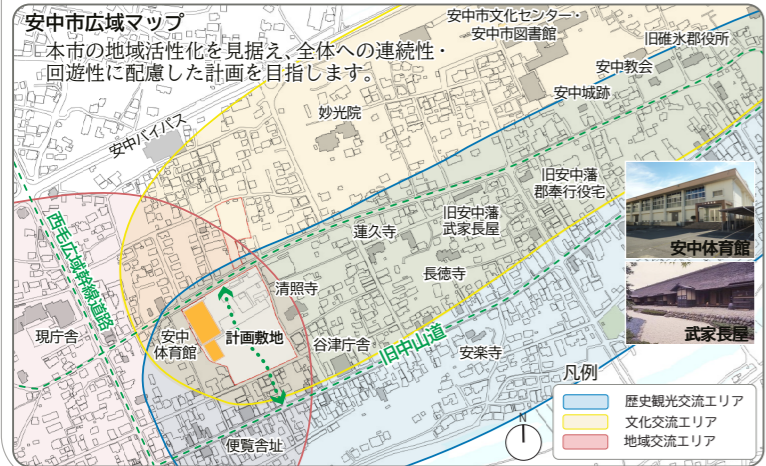 安中市広域マップ
本市の地域活性化を見据え、全体への連続性・
回遊性に配慮した計画を目指します。
安中市文化センター・
安中市図書館
旧碓氷郡役所
安中教会
安中城跡
妙光院
安中バイパス
旧安中藩
郡奉行役宅
旧安中藩
武家長屋
蓮久寺
長徳寺
安中体育館
西毛広域幹線道路
清照寺
現庁舎
安中
体育館
計画敷地
谷津庁舎
旧中山道
安楽寺
武家長屋
便覧舎址
N
凡例
歴史観光交流エリア
文化交流エリア
地域交流エリア